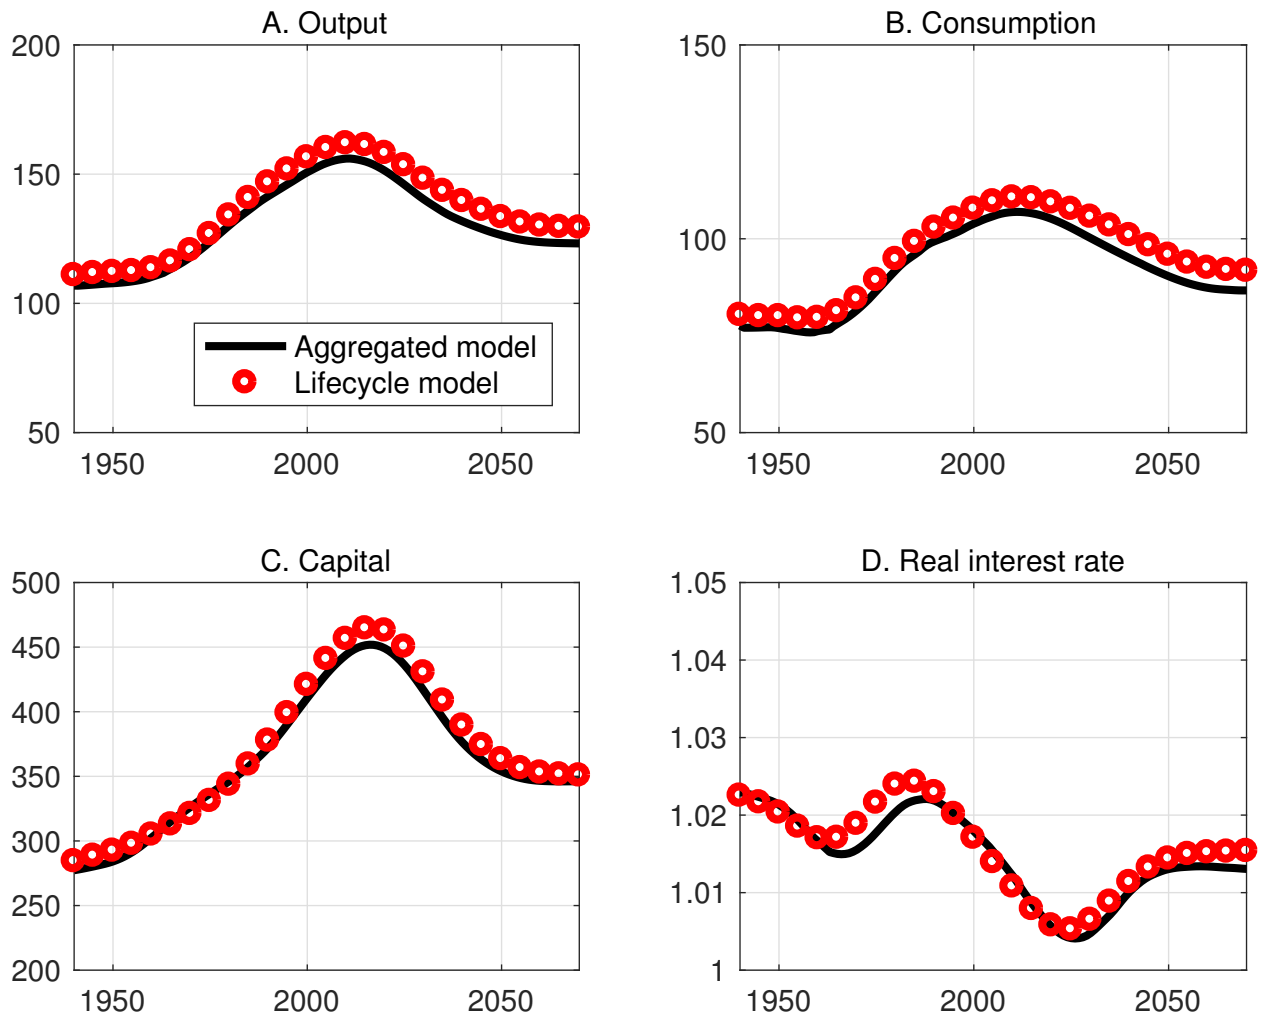 A. Output
200
150
100
50
1950 2000 2050
Aggregated model
Lifecycle model
B. Consumption
150
100
50
1950 2000 2050
C. Capital
500
450
400
350
300
250
200
1950 2000 2050
D. Real interest rate
1.05
1.04
1.03
1.02
1.01
1
1950 2000 2050